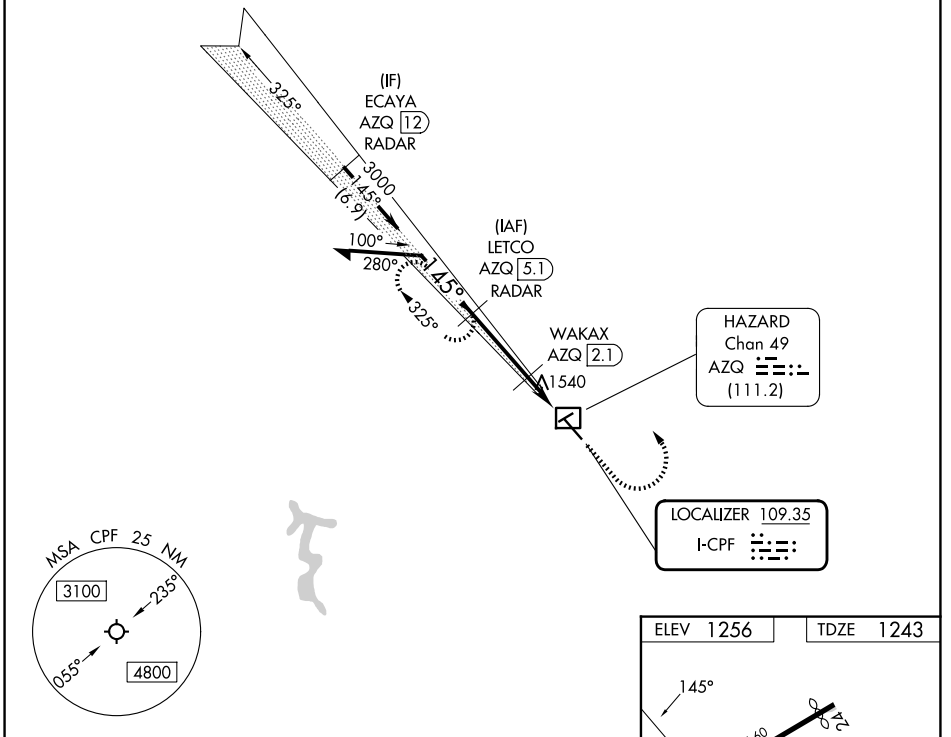 325°
(IF)
ECAYA
AZQ 12
RADAR
3000
145°
(6.9)
100°
280°
145°
325°
(IAF)
LETCO
AZQ 5.1
RADAR
WAKAX
AZQ 2.1
1540
HAZARD
Chan 49
AZQ
(111.2)
LOCALIZER 109.35
I-CPF
MSA CPF 25 NM
3100
235°
055°
4800
ELEV 1256
TDZE 1243
145°
24